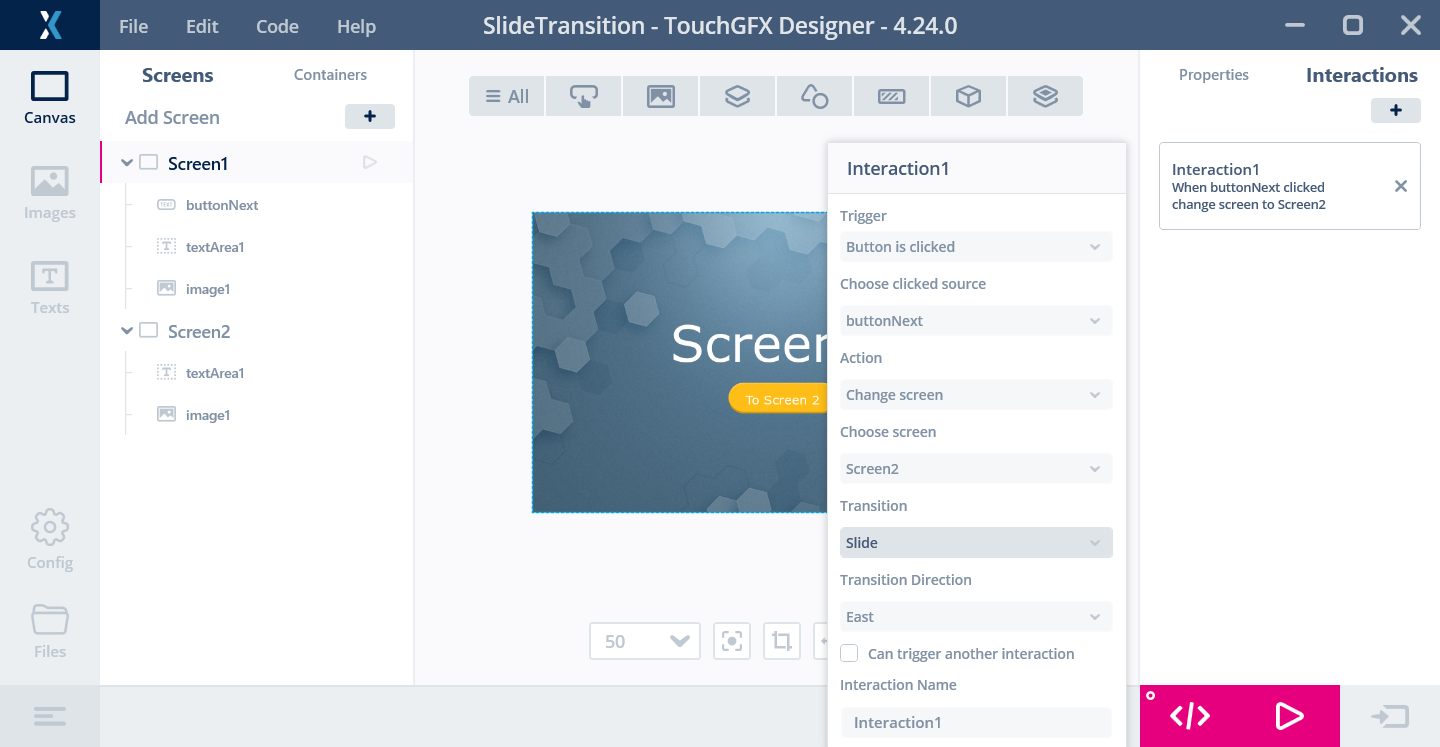 File Edit Code Help SlideTransition - TouchGFX Designer - 4.24.0
Canvas
Images
Texts
Config
Files
Screens Containers
Add Screen
Screen1
buttonNext
textArea1
image1
Screen2
textArea1
image1
All
Screen
To Screen 2
50
Interaction1
Trigger
Button is clicked
Choose clicked source
buttonNext
Action
Change screen
Choose screen
Screen2
Transition
Slide
Transition Direction
East
Can trigger another interaction
Interaction Name
Interaction1
Properties Interactions
Interaction1
When buttonNext clicked
change screen to Screen2